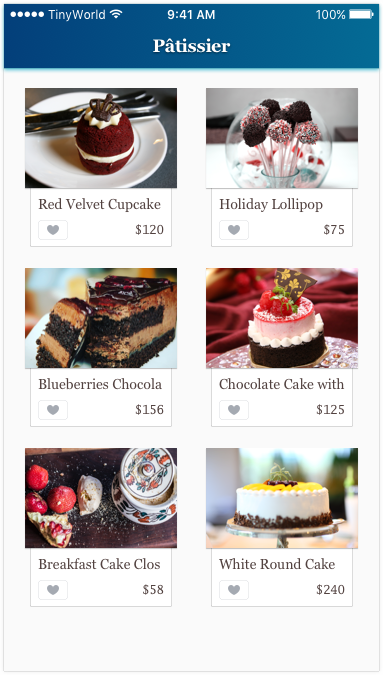 TinyWorld 9:41 AM 100%
Pâtissier
Red Velvet Cupcake
$120
Holiday Lollipop
$75
Blueberries Chocola
$156
Chocolate Cake with
$125
Breakfast Cake Clos
$58
White Round Cake
$240